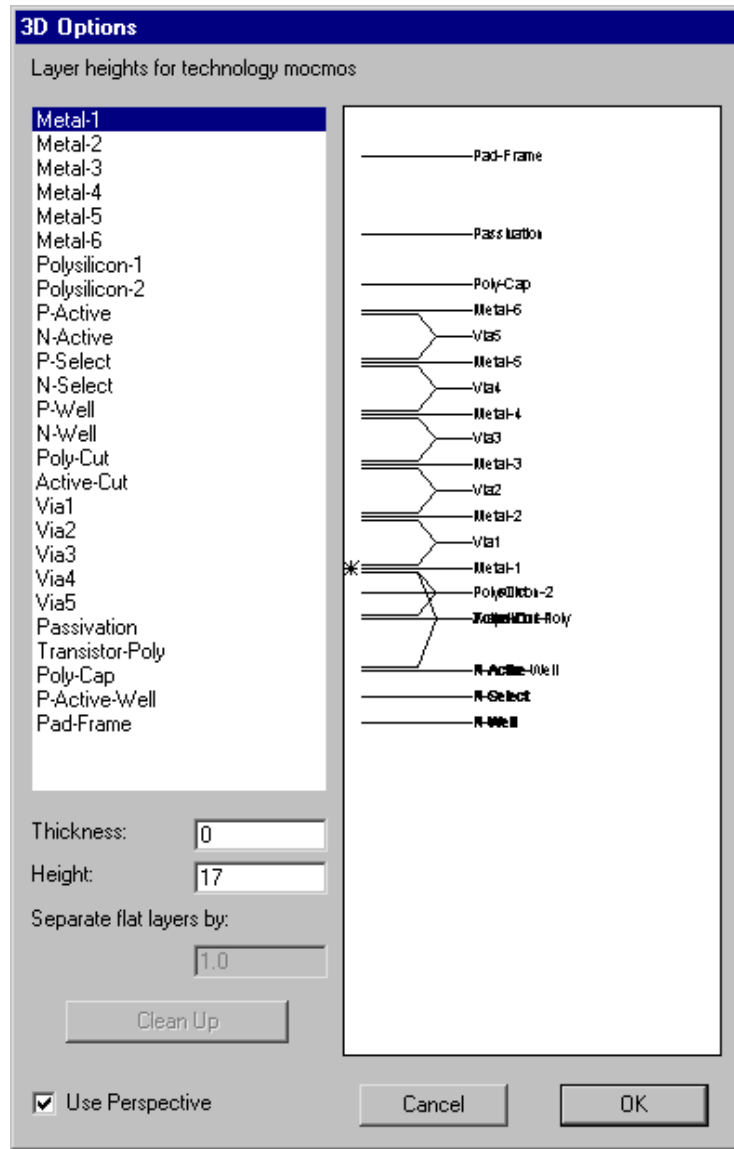 3D Options
Layer heights for technology mocmos
Metal-1
Metal-2
Metal-3
Metal-4
Metal-5
Metal-6
Polysilicon-1
Polysilicon-2
P-Active
N-Active
P-Select
N-Select
P-Well
N-Well
Poly-Cut
Active-Cut
Via1
Via2
Via3
Via4
Via5
Passivation
Transistor-Poly
Poly-Cap
P-Active-Well
Pad-Frame
Pad-Frame
Passivation
Poly-Cap
Metal-6
Via5
Metal-5
Via4
Metal-4
Via3
Metal-3
Via2
Metal-2
Via1
Metal-1
N-Select
N-Well
Thickness:
0
Height:
17
Separate flat layers by:
1.0
Clean Up
Use Perspective
Cancel
OK